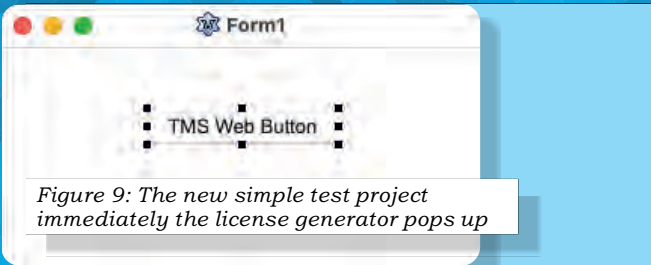 Form1
TMS Web Button
Figure 9: The new simple test project
immediately the license generator pops up